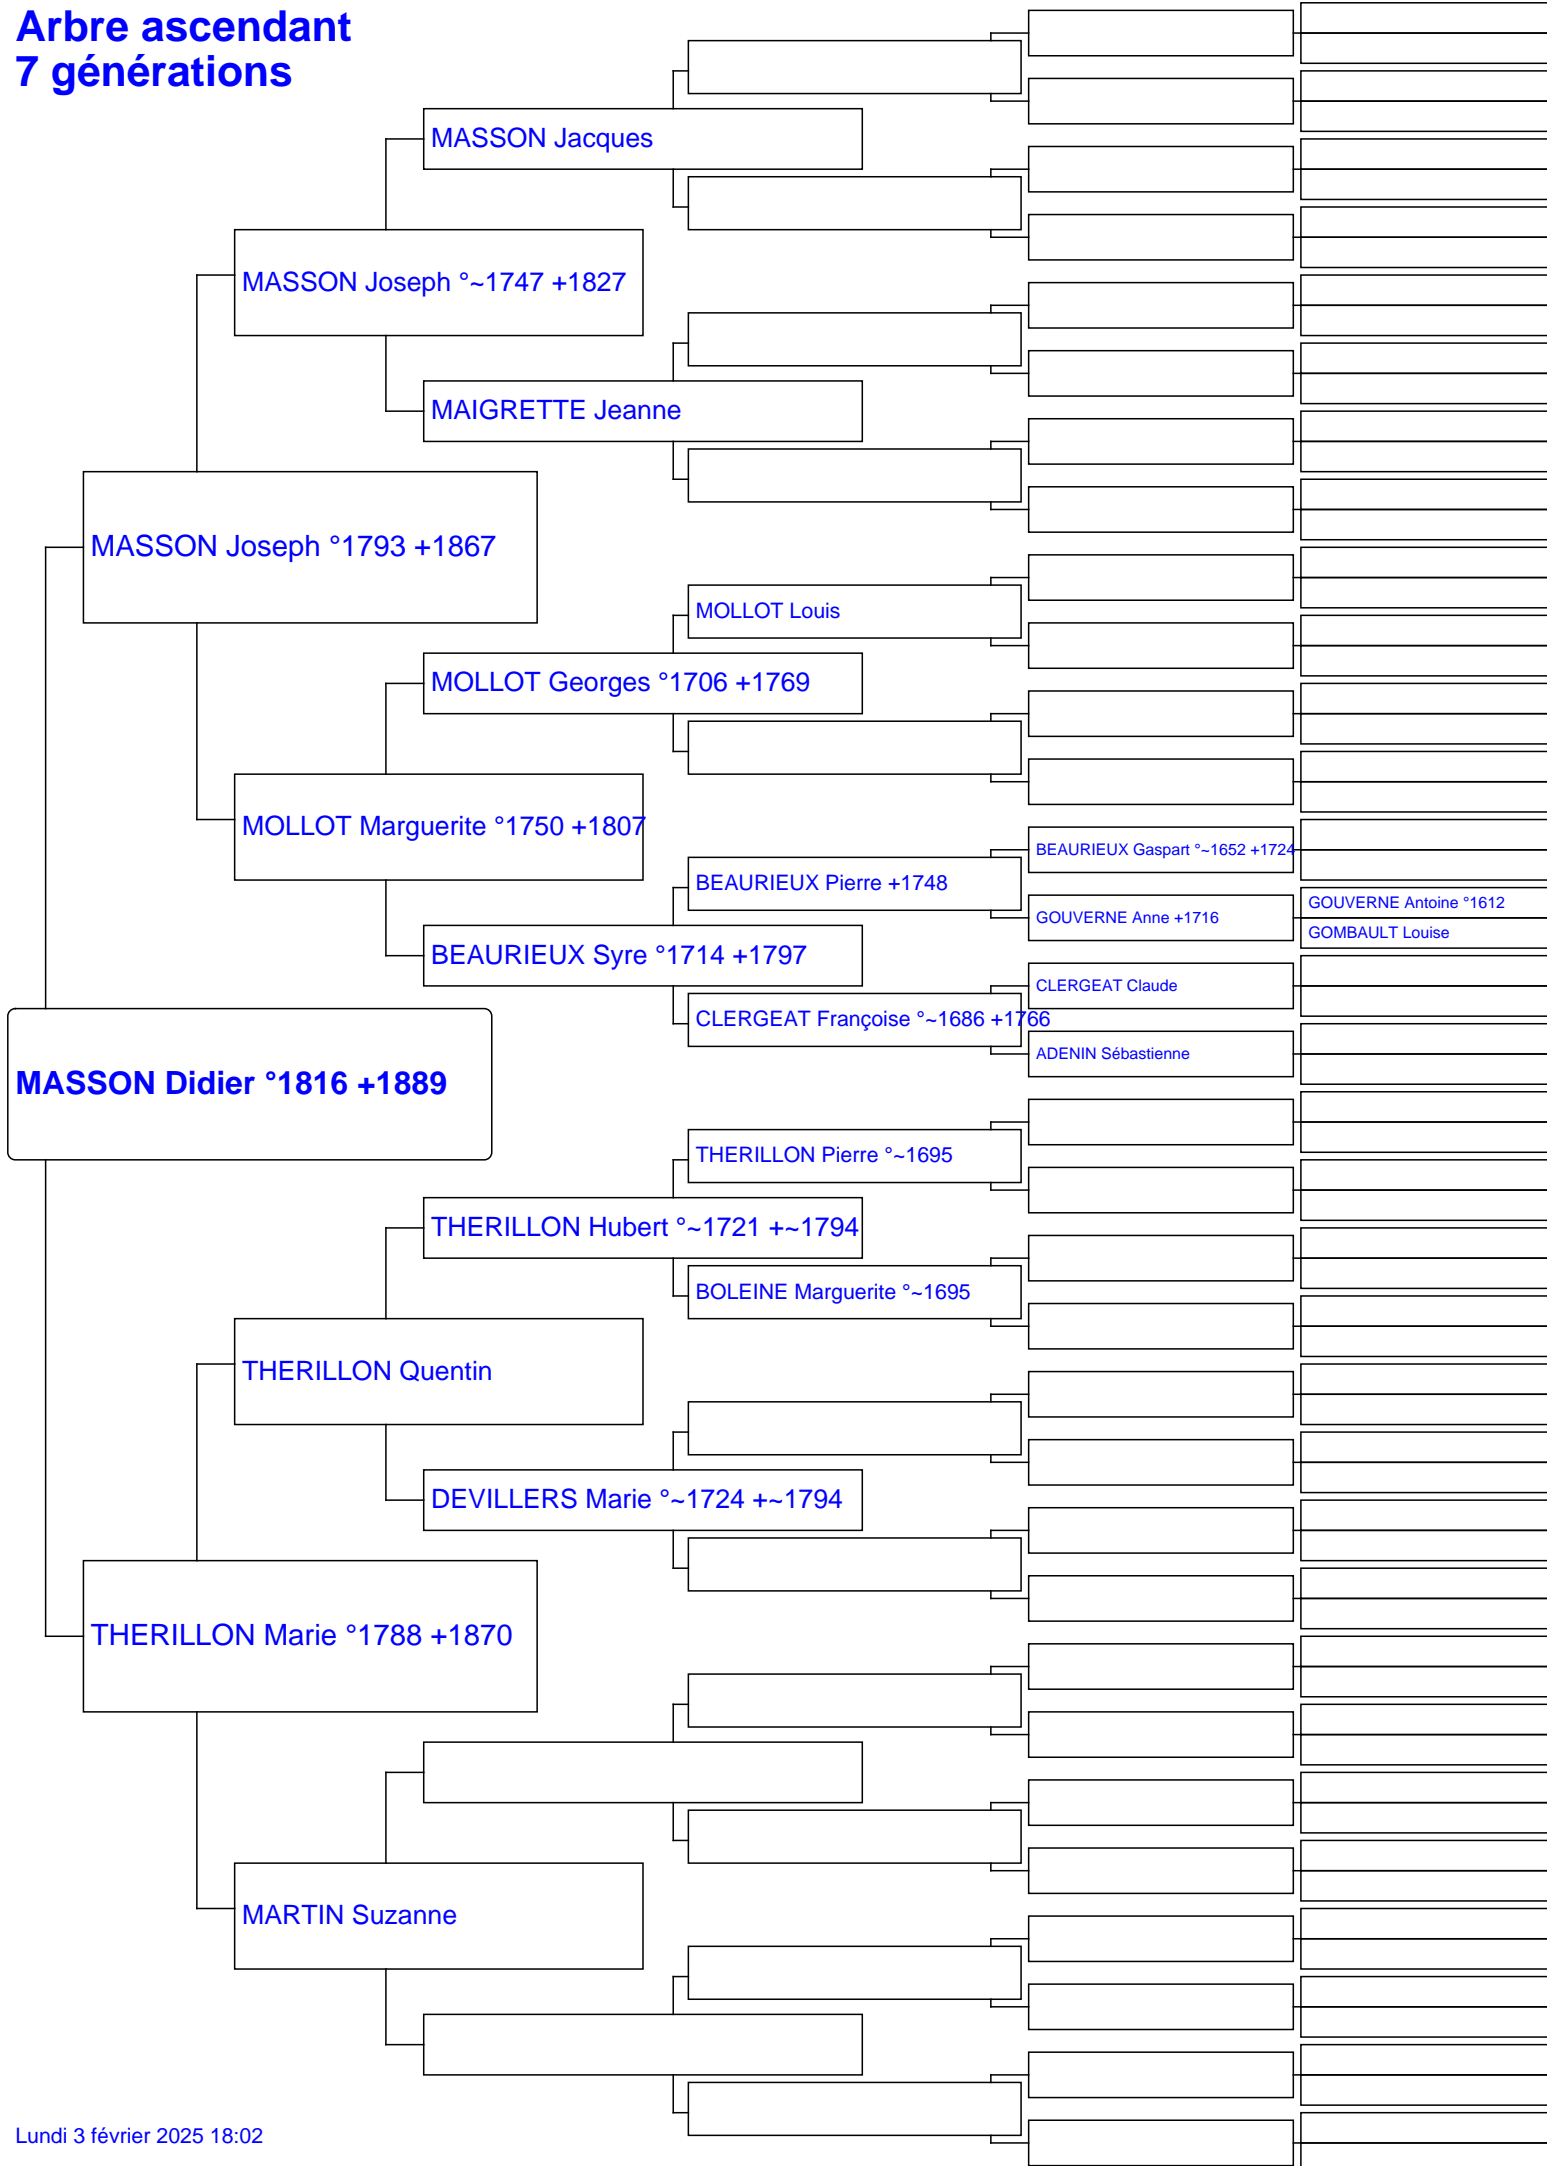 Arbre ascendant
7 générations
MASSON Jacques
MASSON Joseph °~1747 +1827
MAIGRETTE Jeanne
MASSON Joseph °1793 +1867
MOLLOT Louis
MOLLOT Georges °1706 +1769
MOLLOT Marguerite °1750 +1807
BEAURIEUX Gaspart °~1652 +1724
BEAURIEUX Pierre +1748
GOUVERNE Antoine °1612
GOUVERNE Anne +1716
GOMBAULT Louise
BEAURIEUX Syre °1714 +1797
CLERGEAT Claude
CLERGEAT Françoise °~1686 +1766
ADENIN Sébastienne
MASSON Didier °1816 +1889
THERILLON Pierre °~1695
THERILLON Hubert °~1721 +~1794
BOLEINE Marguerite °~1695
THERILLON Quentin
DEVILLERS Marie °~1724 +~1794
THERILLON Marie °1788 +1870
MARTIN Suzanne
Lundi 3 février 2025 18:02